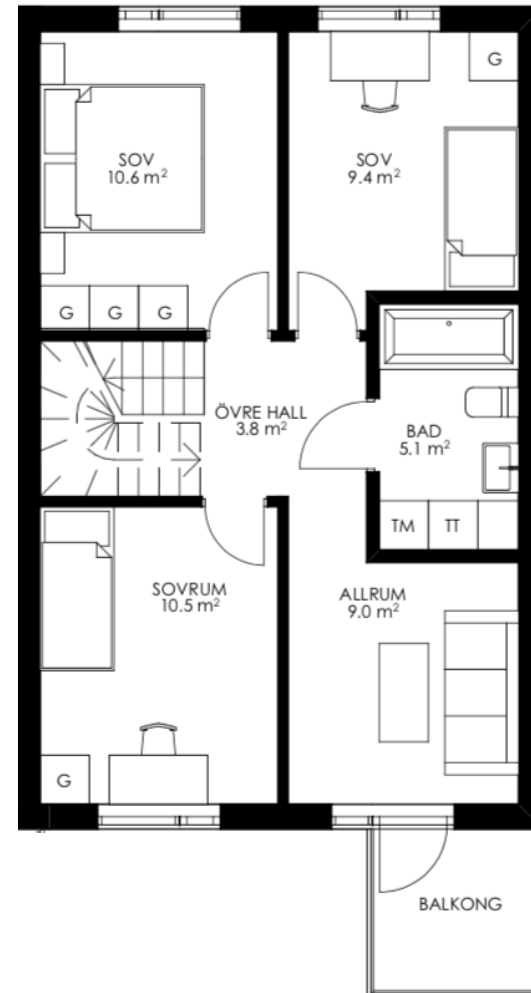 G
SOV
10.6 m²
SOV
9.4 m²
G G G
ÖVRE HALL
3.8 m²
BAD
5.1 m²
TM TT
SOVRUM
10.5 m²
ALLRUM
9.0 m²
G
BALKONG